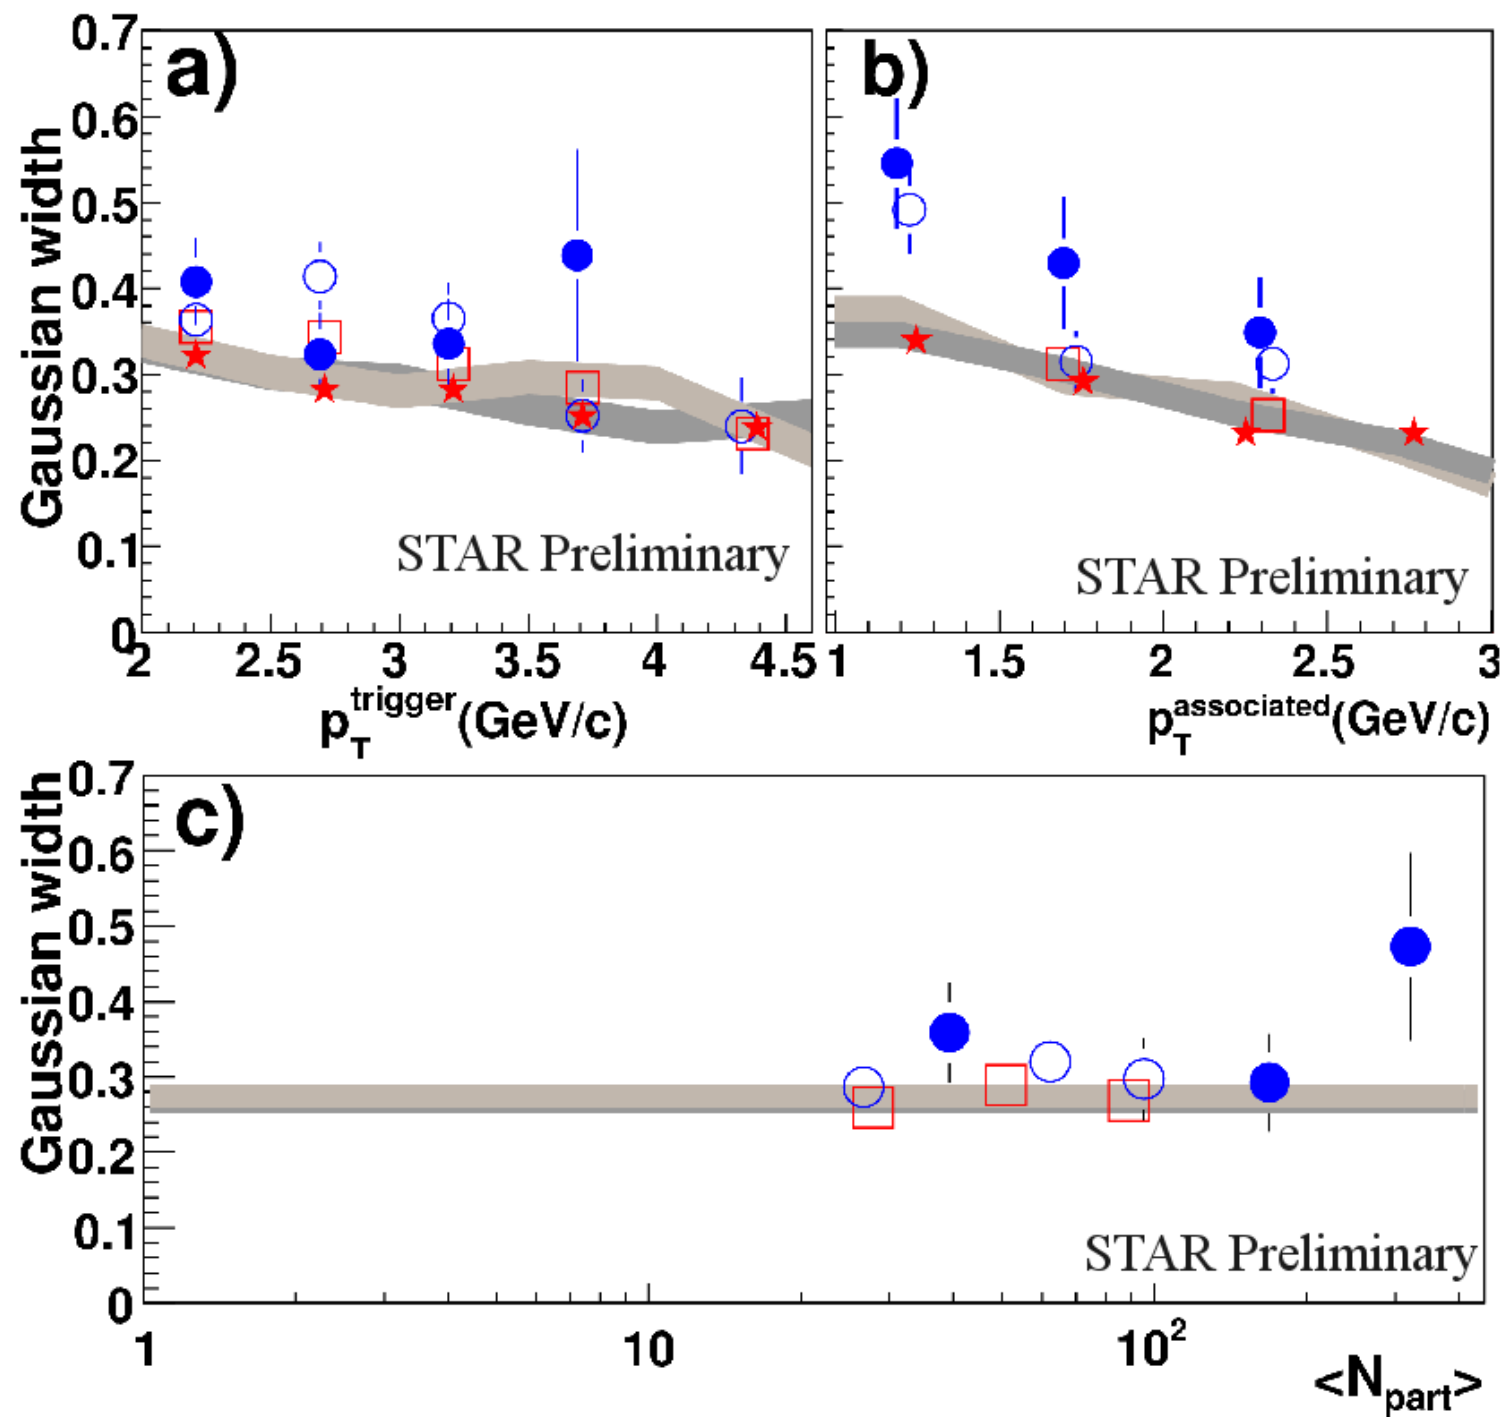 a)
Gaussian width
0.7
0.6
0.5
0.4
0.3
0.2
0.1
0
STAR Preliminary
2 2.5 3 3.5 4 4.5
p_T^trigger(GeV/c)
b)
STAR Preliminary
1 1.5 2 2.5 3
p_T^associated(GeV/c)
c)
Gaussian width
0.7
0.6
0.5
0.4
0.3
0.2
0.1
0
STAR Preliminary
1 10 10²
<N_part>